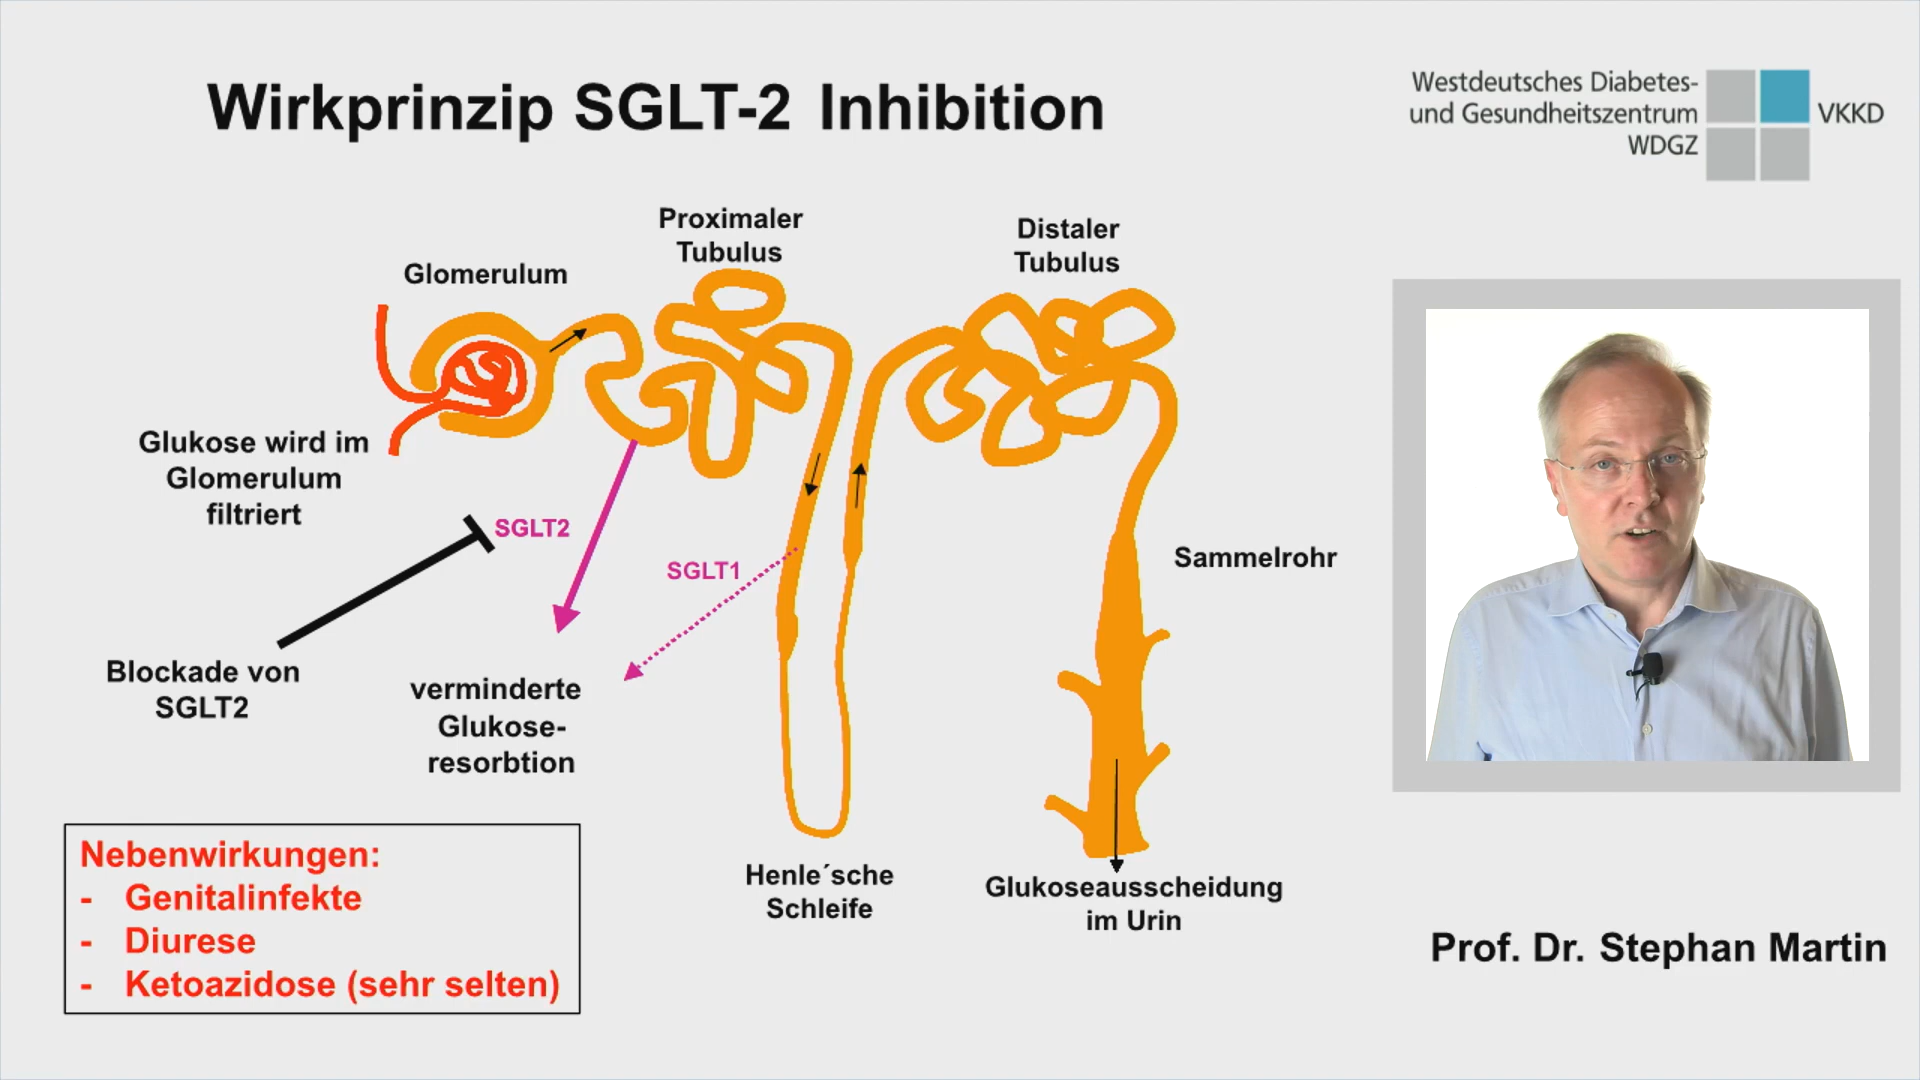 Wirkprinzip SGLT-2 Inhibition
Westdeutsches Diabetes-
und Gesundheitszentrum
WDGZ
VKKD
Proximaler
Tubulus
Distaler
Tubulus
Glomerulum
Glukose wird im
Glomerulum
filtriert
SGLT2
SGLT1
Sammelrohr
Blockade von
SGLT2
verminderte
Glukose-
resorbtion
Nebenwirkungen:
- Genitalinfekte
- Diurese
- Ketoazidose (sehr selten)
Henle´sche
Schleife
Glukoseausscheidung
im Urin
Prof. Dr. Stephan Martin